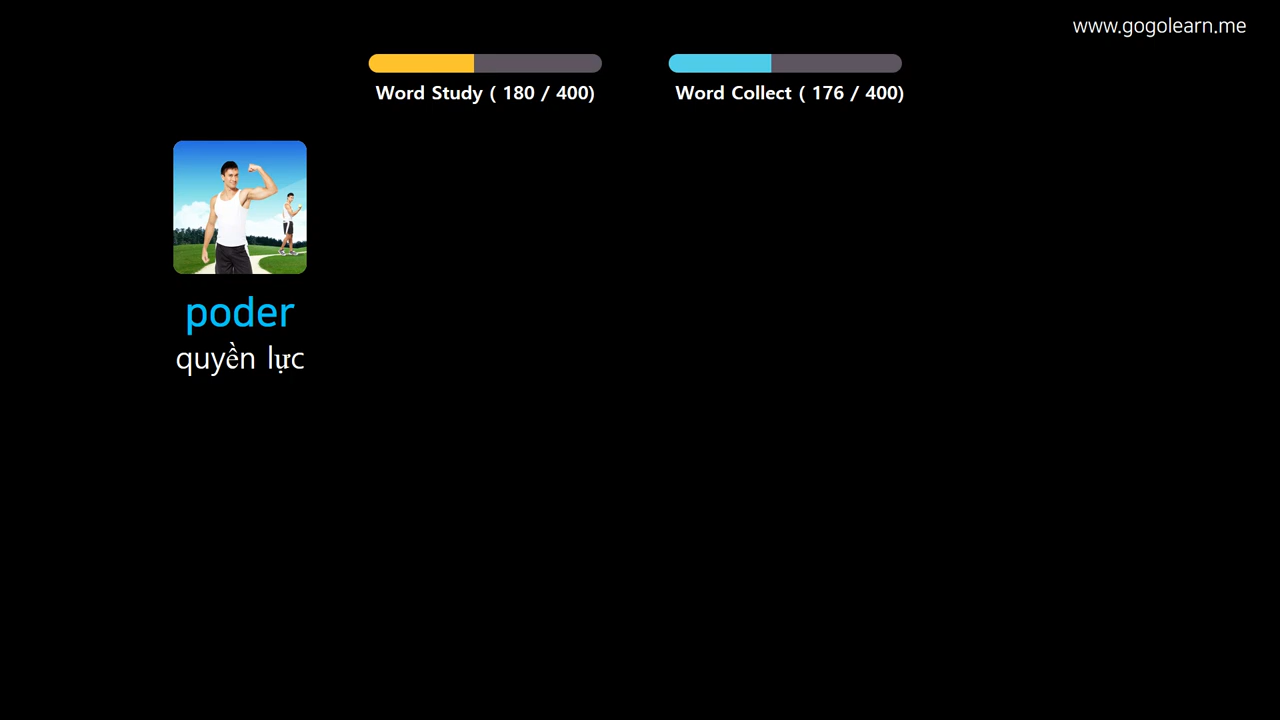 www.gogolearn.me
Word Study ( 180 / 400)
Word Collect ( 176 / 400)
poder
quyền lực